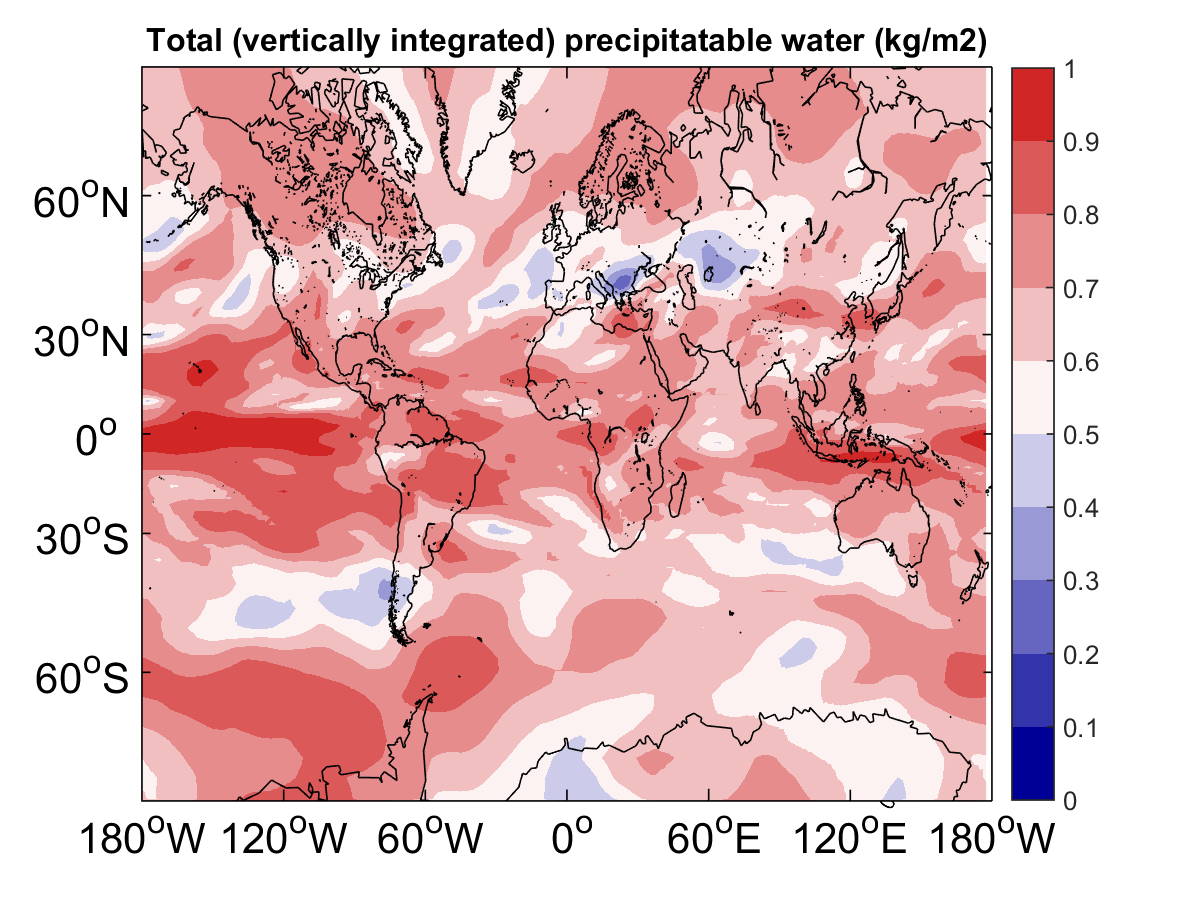 Total (vertically integrated) precipitatable water (kg/m2)
1
0.9
0.8
0.7
0.6
0.5
0.4
0.3
0.2
0.1
0
60°N
30°N
0°
30°S
60°S
180°W 120°W 60°W 0° 60°E 120°E 180°W